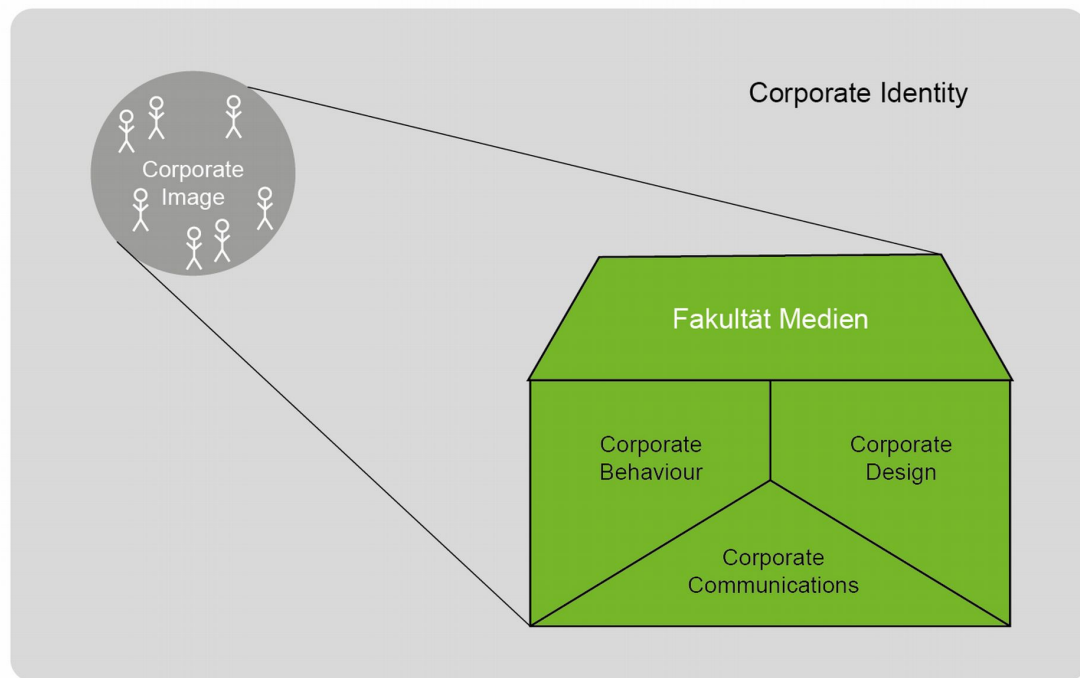 Corporate Identity
Corporate
Image
Fakultät Medien
Corporate
Behaviour
Corporate
Design
Corporate
Communications